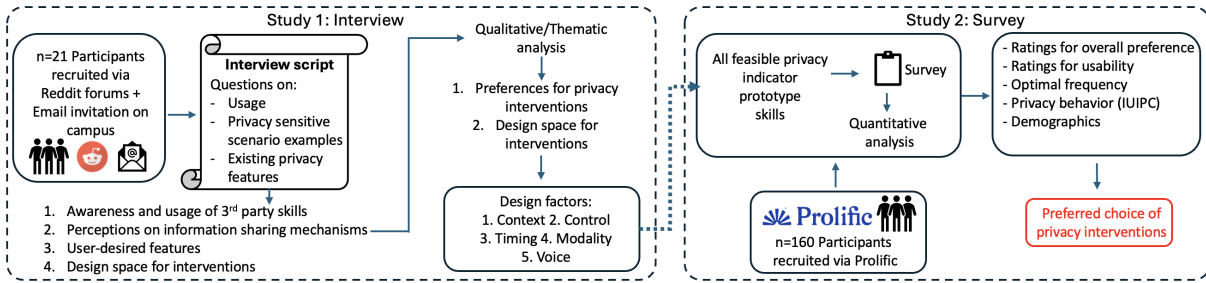 Study 1: Interview
n=21 Participants
recruited via
Reddit forums +
Email invitation on
campus
Interview script
Questions on:
- Usage
- Privacy sensitive
scenario examples
- Existing privacy
features
1. Awareness and usage of 3rd party skills
2. Perceptions on information sharing mechanisms
3. User-desired features
4. Design space for interventions
Qualitative/Thematic
analysis
1. Preferences for privacy
interventions
2. Design space for
interventions
Design factors:
1. Context 2. Control
3. Timing 4. Modality
5. Voice
Study 2: Survey
All feasible privacy
indicator
prototype
skills
Survey
Quantitative
analysis
Prolific
n=160 Participants
recruited via Prolific
- Ratings for overall preference
- Ratings for usability
- Optimal frequency
- Privacy behavior (IUIPC)
- Demographics
Preferred choice of
privacy interventions